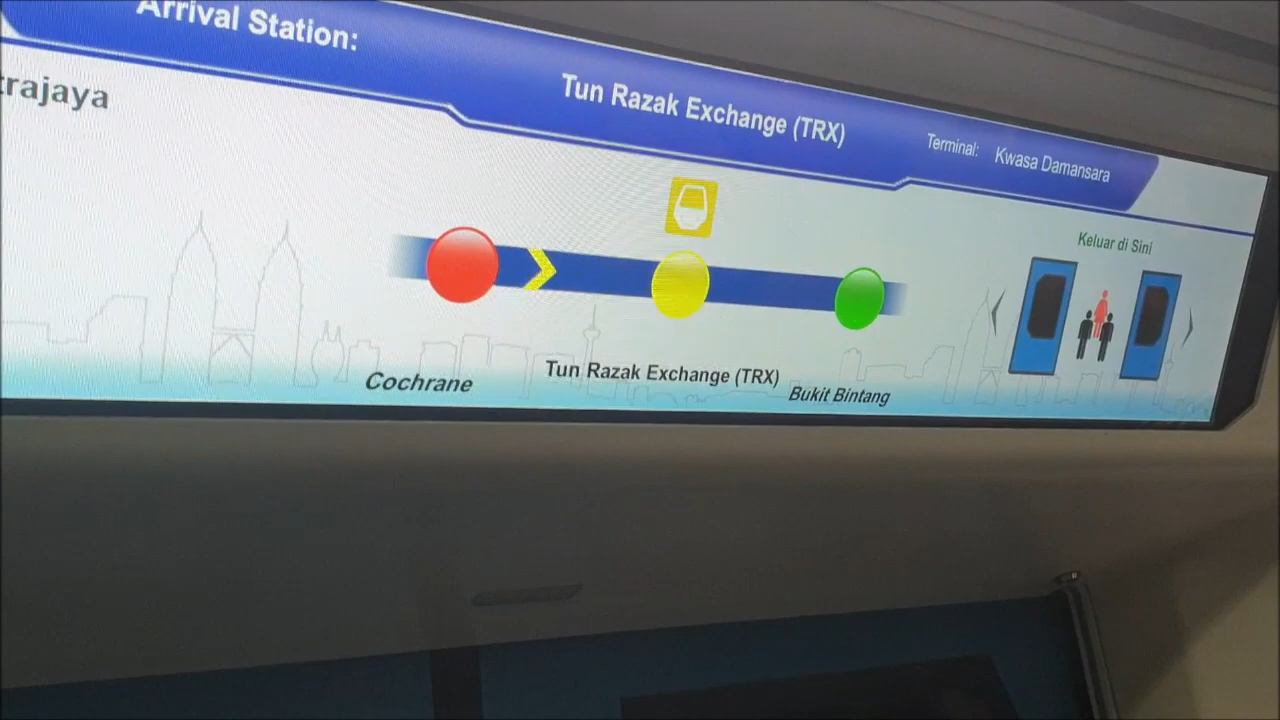 Arrival Station:
Tun Razak Exchange (TRX)
Terminal: Kwasa Damansara
trajaya
Keluar di Sini
Cochrane
Tun Razak Exchange (TRX)
Bukit Bintang